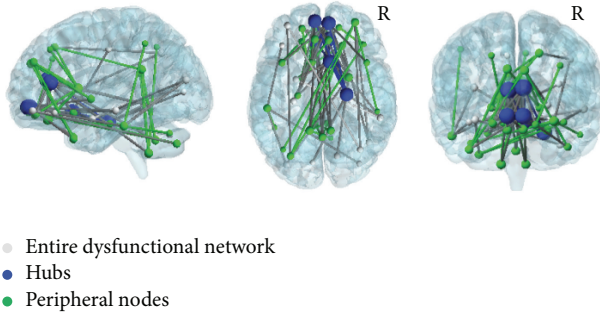 R
R
Entire dysfunctional network
Hubs
Peripheral nodes